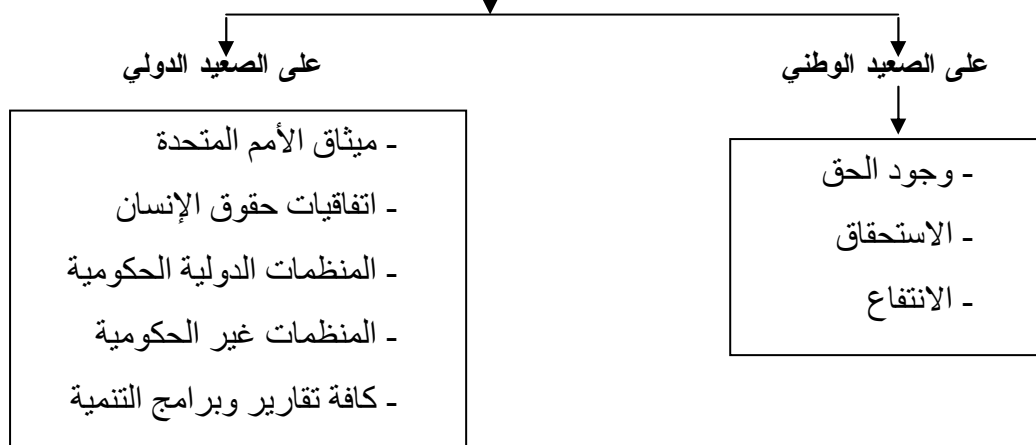 على الصعيد الوطني
- وجود الحق
- الاستحقاق
- الانتفاع
على الصعيد الدولي
- ميثاق الأمم المتحدة
- اتفاقيات حقوق الإنسان
- المنظمات الدولية الحكومية
- المنظمات غير الحكومية
- كافة تقارير وبرامج التنمية